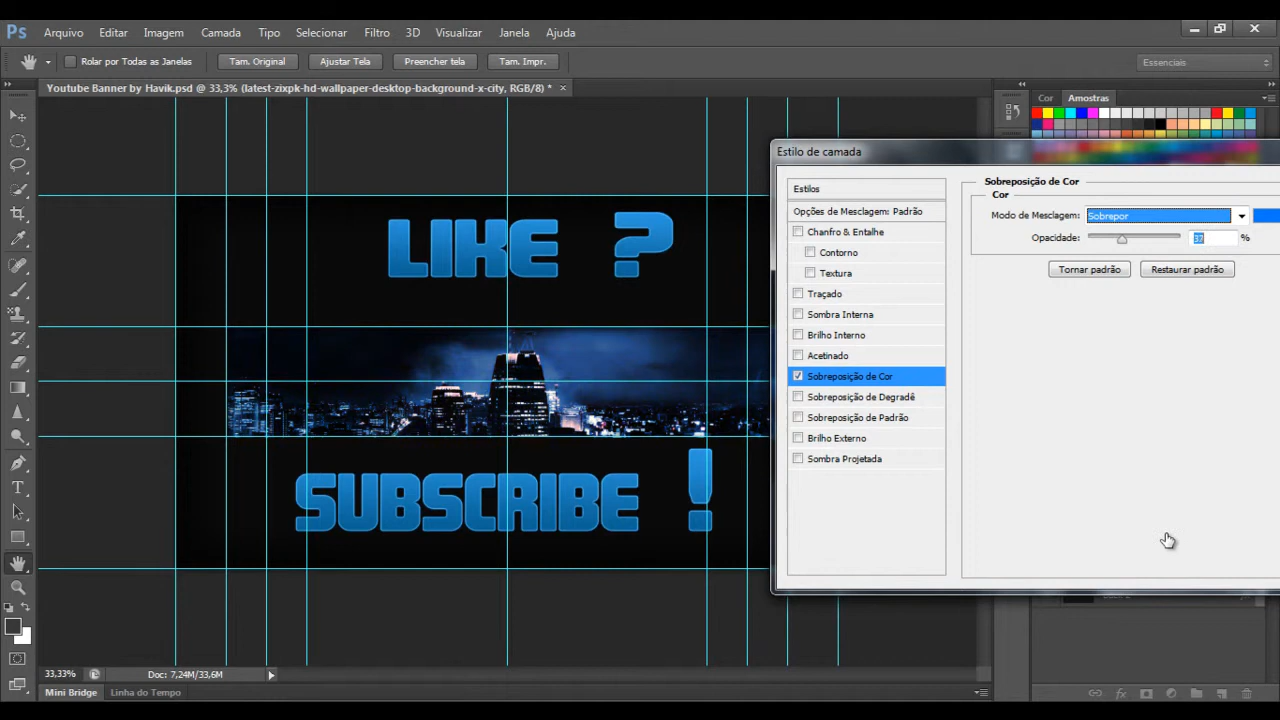 Ps Arquivo Editar Imagem Camada Tipo Selecionar Filtro 3D Visualizar Janela Ajuda
Rolar por Todas as Janelas Tam. Original Ajustar Tela Preencher tela Tam. Impr. Essenciais
Youtube Banner by Havik.psd @ 33,3% (latest-zixpk-hd-wallpaper-desktop-background-x-city, RGB/8) *
Cor Amostras
LIKE ?
SUBSCRIBE !
Estilo de camada
Estilos
Opções de Mesclagem: Padrão
Chanfro & Entalhe
Contorno
Textura
Traçado
Sombra Interna
Brilho Interno
Acetinado
Sobreposição de Cor
Sobreposição de Degradê
Sobreposição de Padrão
Brilho Externo
Sombra Projetada
Sobreposição de Cor
Cor
Modo de Mesclagem: Sobrepor
Opacidade: 37 %
Tornar padrão Restaurar padrão
33,33% Doc: 7,24M/33,6M
Mini Bridge Linha do Tempo